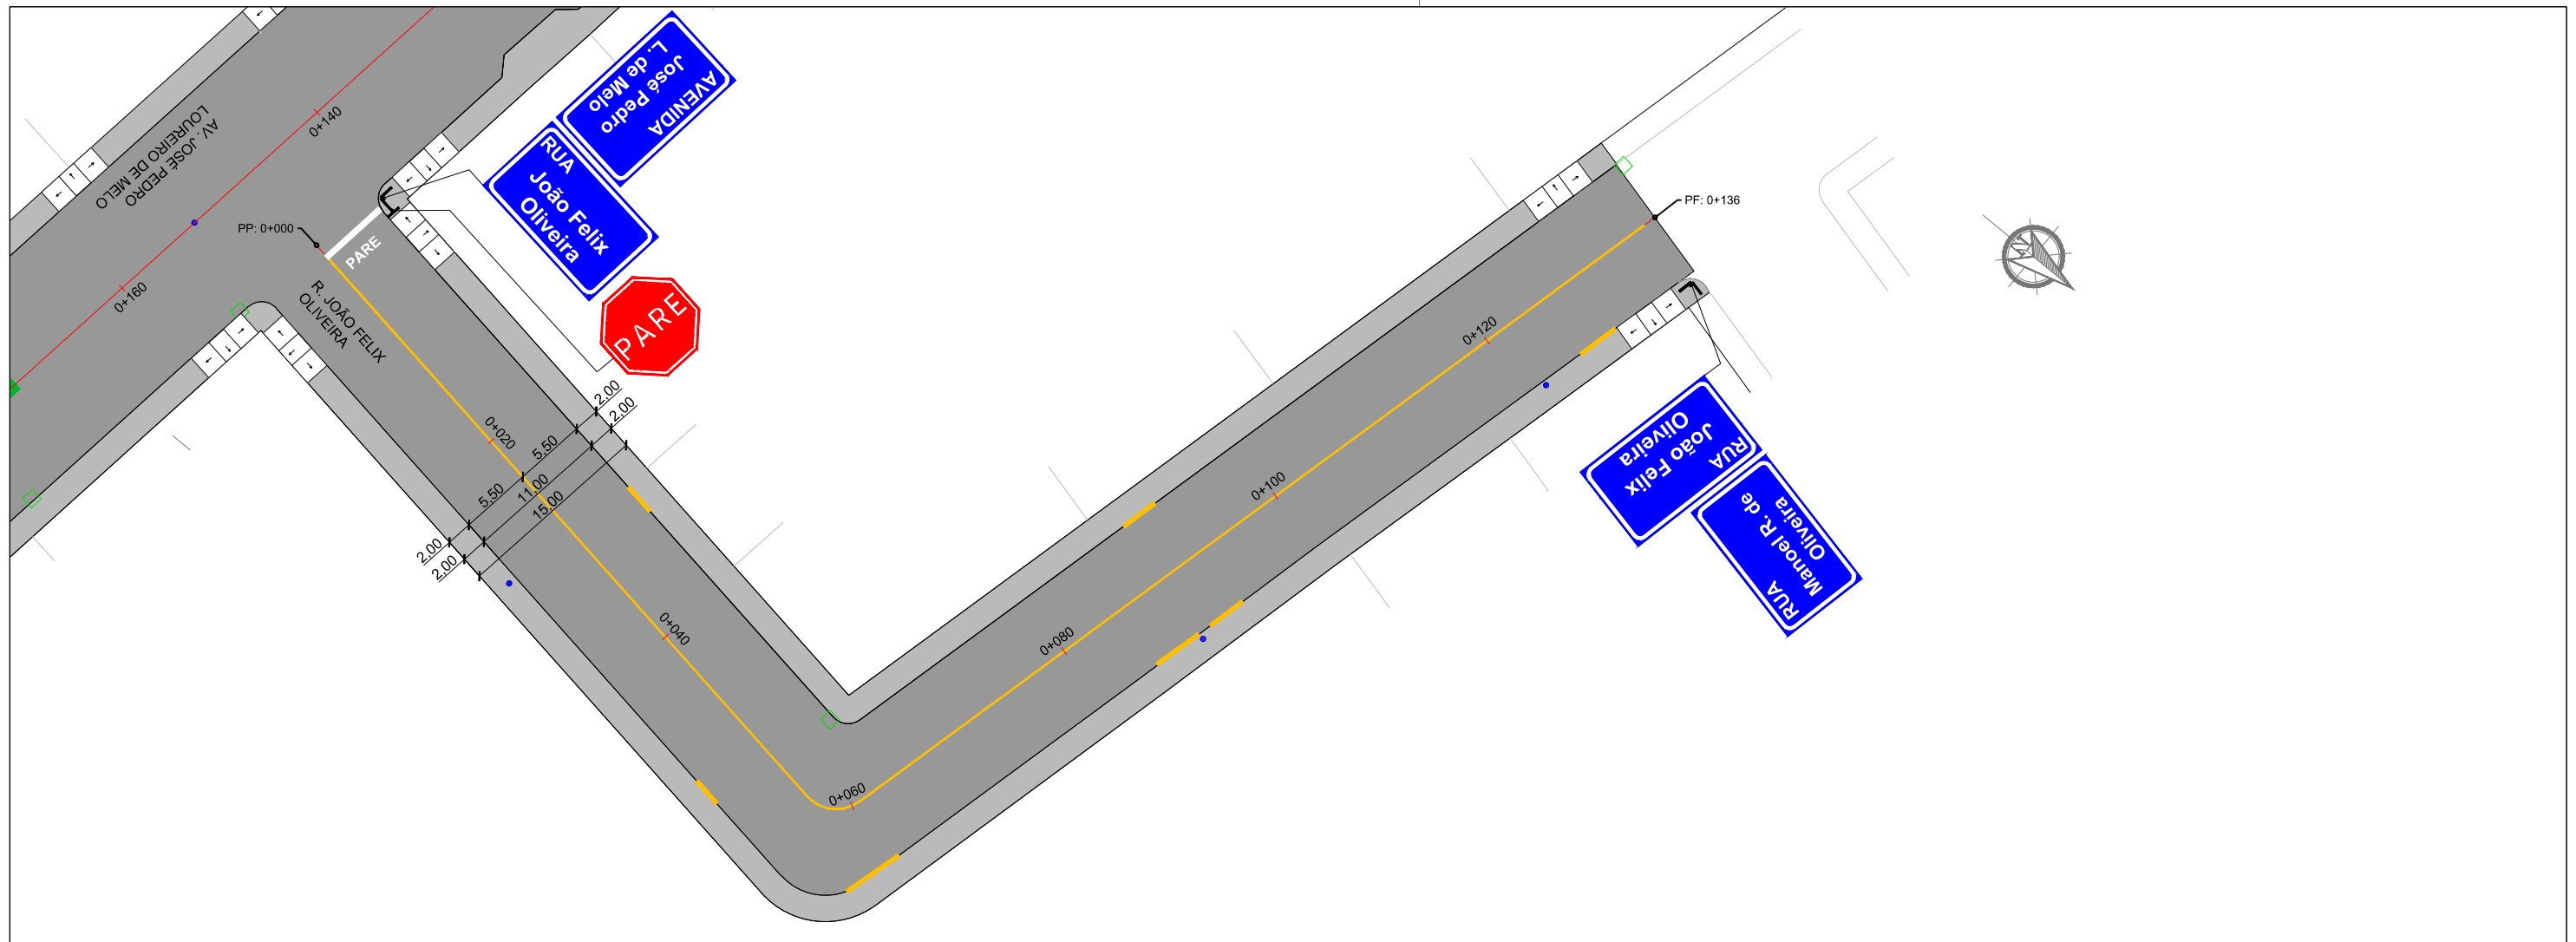 AV. JOSÉ PEDRO
LOUREIRO DE MELO
0+140
0+160
PP: 0+000
PARE
R. JOÃO FELIX
OLIVEIRA
AVENIDA
José Pedro
L. de Melo
RUA
João Felix
Oliveira
PARE
0+020
2,00
2,00
5,50
5,50
11,00
15,00
2,00
2,00
0+040
0+060
0+080
0+100
0+120
PF: 0+136
RUA
João Felix
Oliveira
RUA
Manoel R. de
Oliveira
N